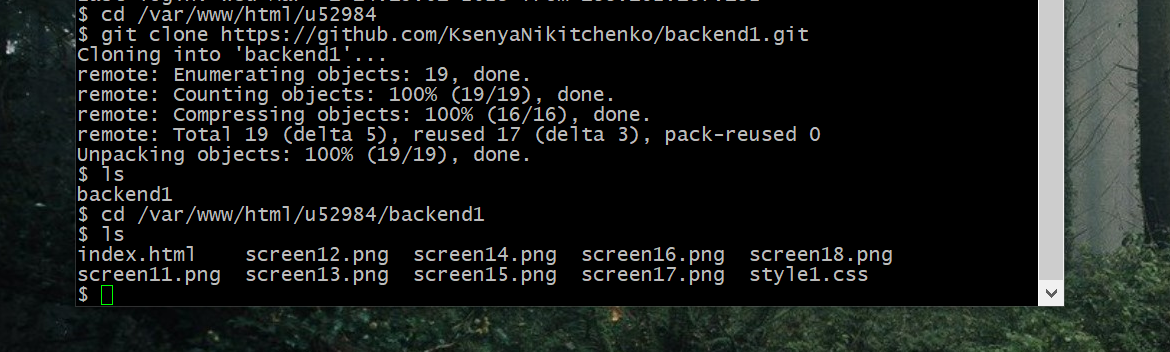 $ cd /var/www/html/u52984
$ git clone https://github.com/KsenyaNikitchenko/backend1.git
Cloning into 'backend1'...
remote: Enumerating objects: 19, done.
remote: Counting objects: 100% (19/19), done.
remote: Compressing objects: 100% (16/16), done.
remote: Total 19 (delta 5), reused 17 (delta 3), pack-reused 0
Unpacking objects: 100% (19/19), done.
$ ls
backend1
$ cd /var/www/html/u52984/backend1
$ ls
index.html    screen12.png  screen14.png  screen16.png  screen18.png
screen11.png  screen13.png  screen15.png  screen17.png  style1.css
$